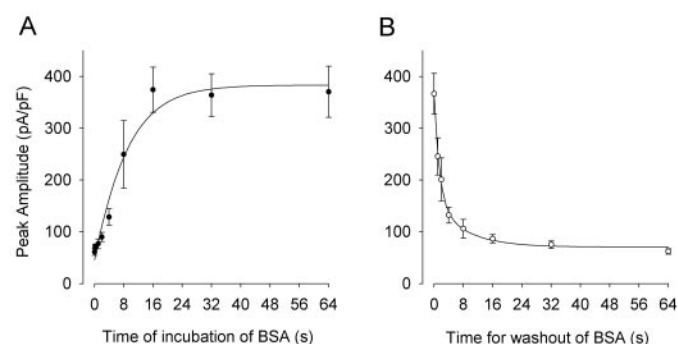 A
B
Peak Amplitude (pA/pF)
400
300
200
100
0
0 8 16 24 32 40 48 56 64
Time of incubation of BSA (s)
400
300
200
100
0
0 8 16 24 32 40 48 56 64
Time for washout of BSA (s)